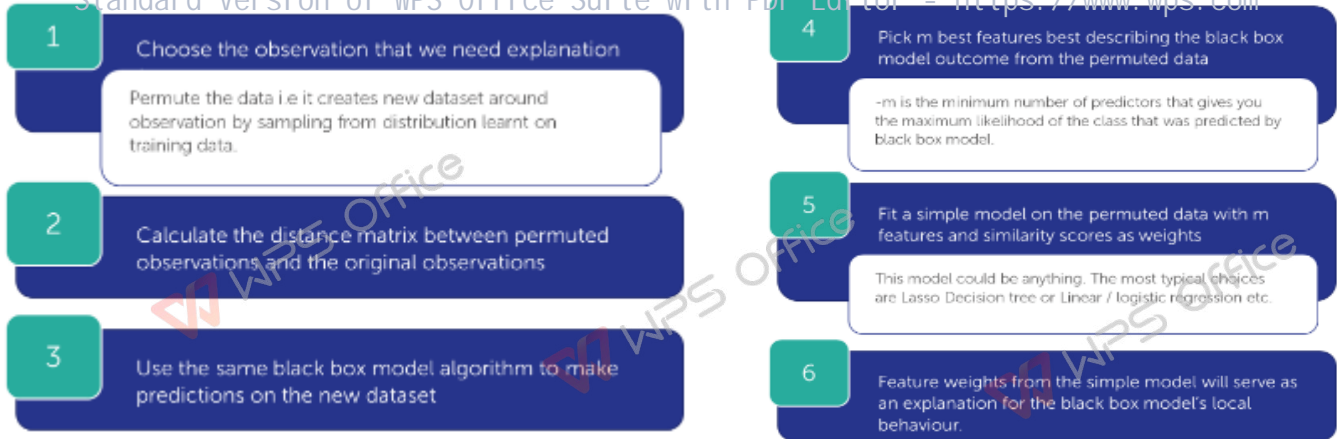 Standard Version of WPS Office Suite with PDF Editor - https://www.wps.com
1
Choose the observation that we need explanation
Permute the data i.e it creates new dataset around
observation by sampling from distribution learnt on
training data.
2
Calculate the distance matrix between permuted
observations and the original observations
3
Use the same black box model algorithm to make
predictions on the new dataset
4
Pick m best features best describing the black box
model outcome from the permuted data
-m is the minimum number of predictors that gives you
the maximum likelihood of the class that was predicted by
black box model.
5
Fit a simple model on the permuted data with m
features and similarity scores as weights
This model could be anything. The most typical choices
are Lasso Decision tree or Linear / logistic regression etc.
6
Feature weights from the simple model will serve as
an explanation for the black box model's local
behaviour.
WPS Office
WPS Office
WPS Office